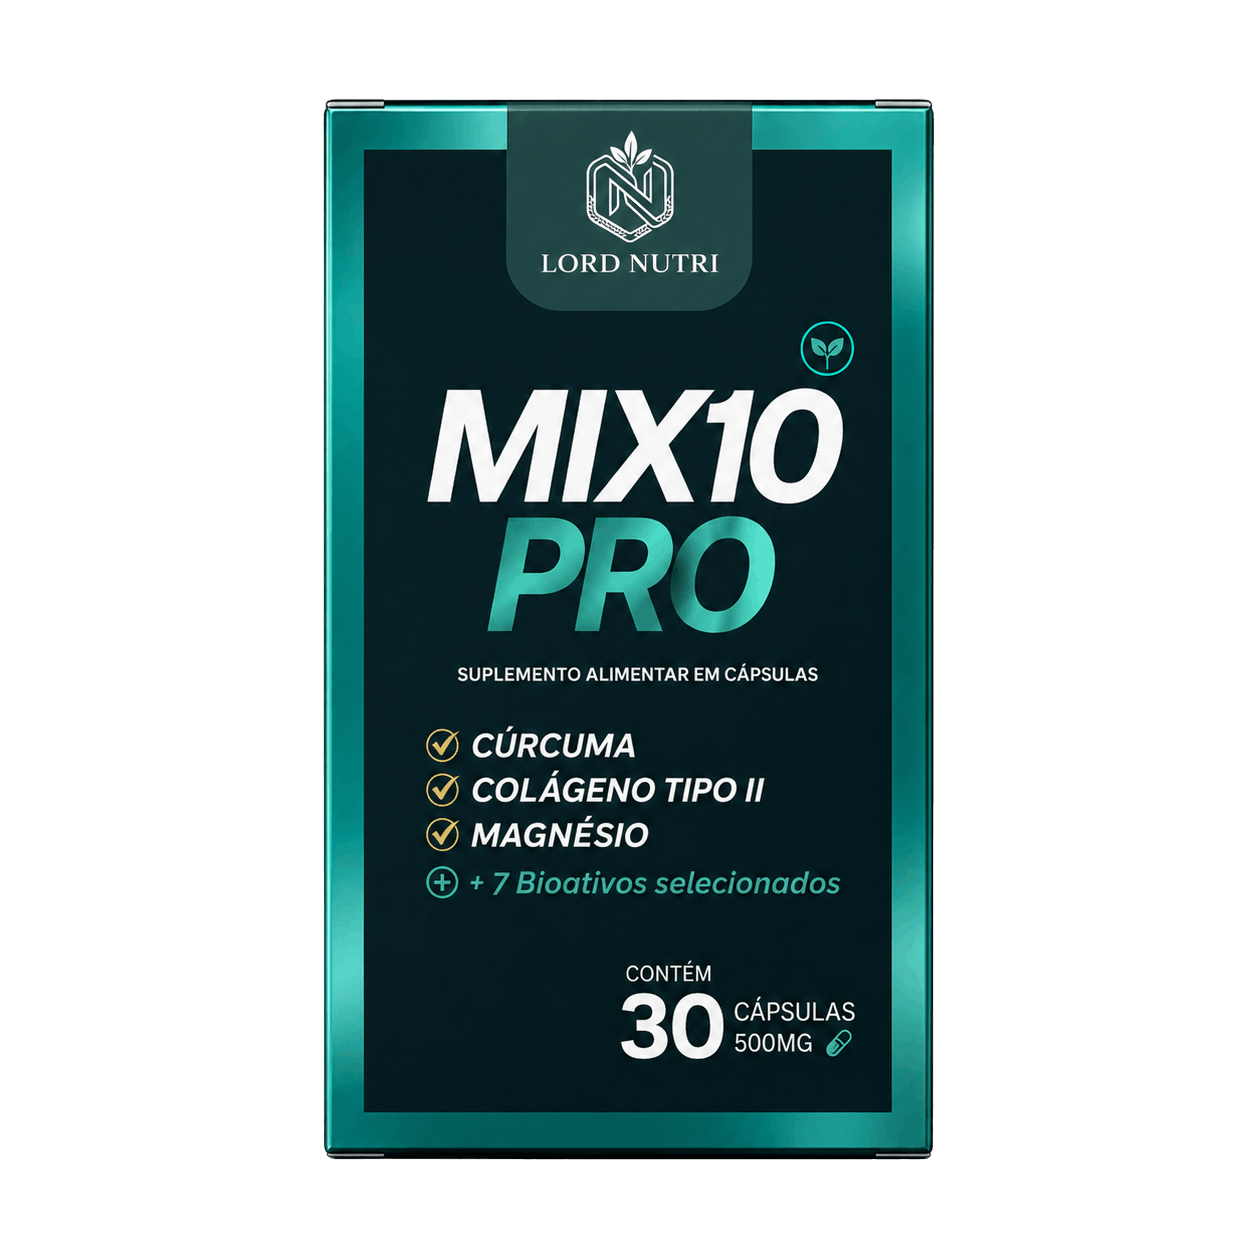 LORD NUTRI
MIX10
PRO
SUPLEMENTO ALIMENTAR EM CÁPSULAS
CÚRCUMA
COLÁGENO TIPO II
MAGNÉSIO
+ 7 Bioativos selecionados
CONTÉM
30 CÁPSULAS
500MG